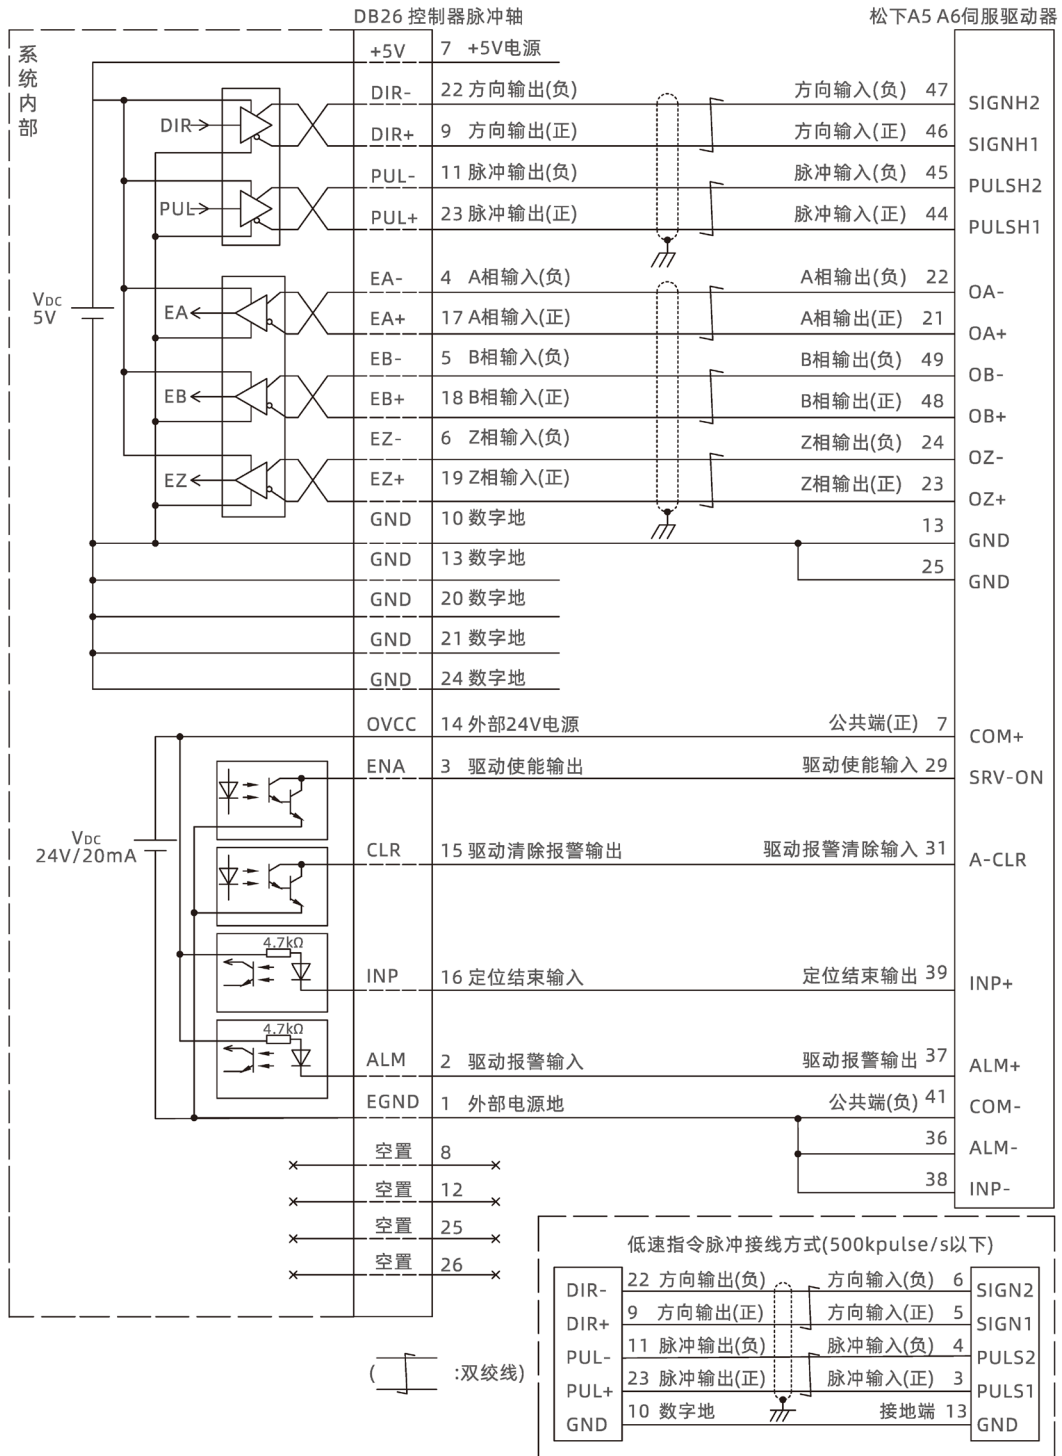 DB26 控制器脉冲轴 松下A5 A6伺服驱动器
系统内部
+5V 7 +5V电源
DIR- 22 方向输出(负) 方向输入(负) 47 SIGNH2
DIR
DIR+ 9 方向输出(正) 方向输入(正) 46 SIGNH1
PUL- 11 脉冲输出(负) 脉冲输入(负) 45 PULSH2
PUL
PUL+ 23 脉冲输出(正) 脉冲输入(正) 44 PULSH1
EA- 4 A相输入(负) A相输出(负) 22 OA-
VDC
5V
EA
EA+ 17 A相输入(正) A相输出(正) 21 OA+
EB- 5 B相输入(负) B相输出(负) 49 OB-
EB
EB+ 18 B相输入(正) B相输出(正) 48 OB+
EZ- 6 Z相输入(负) Z相输出(负) 24 OZ-
EZ
EZ+ 19 Z相输入(正) Z相输出(正) 23 OZ+
GND 10 数字地 13 GND
GND 13 数字地 25 GND
GND 20 数字地
GND 21 数字地
GND 24 数字地
OVCC 14 外部24V电源 公共端(正) 7 COM+
ENA 3 驱动使能输出 驱动使能输入 29 SRV-ON
VDC
24V/20mA
CLR 15 驱动清除报警输出 驱动报警清除输入 31 A-CLR
4.7kΩ
INP 16 定位结束输入 定位结束输出 39 INP+
4.7kΩ
ALM 2 驱动报警输入 驱动报警输出 37 ALM+
EGND 1 外部电源地 公共端(负) 41 COM-
36 ALM-
38 INP-
空置 8
空置 12
空置 25
空置 26
低速指令脉冲接线方式(500kpulse/s以下)
DIR- 22 方向输出(负) 方向输入(负) 6 SIGN2
DIR+ 9 方向输出(正) 方向输入(正) 5 SIGN1
PUL- 11 脉冲输出(负) 脉冲输入(负) 4 PULS2
PUL+ 23 脉冲输出(正) 脉冲输入(正) 3 PULS1
GND 10 数字地 接地端 13 GND
( :双绞线)